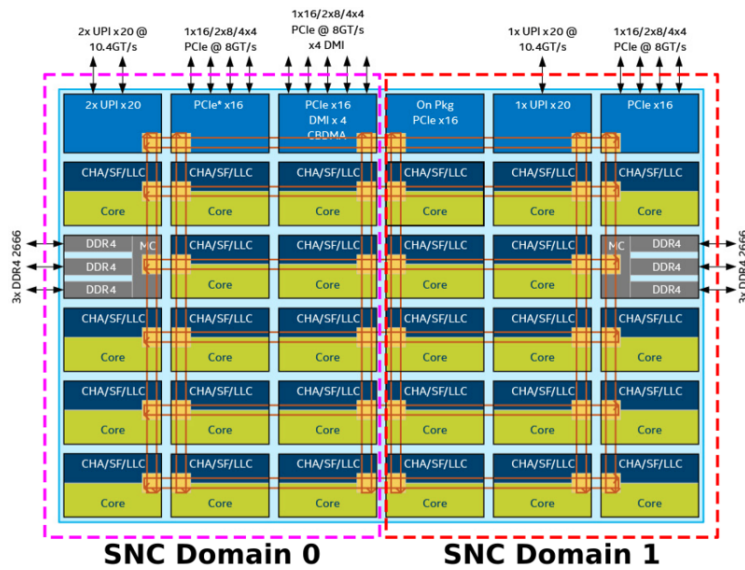 2x UPI x20 @
10.4GT/s
1x16/2x8/4x4
PCIe @ 8GT/s
1x16/2x8/4x4
PCIe @ 8GT/s
x4 DMI
1x UPI x20 @
10.4GT/s
1x16/2x8/4x4
PCIe @ 8GT/s
2x UPI x20
PCIe* x16
PCIe x16
DMI x 4
CBDMA
On Pkg
PCIe x16
1x UPI x20
PCIe x16
CHA/SF/LLC
CHA/SF/LLC
CHA/SF/LLC
CHA/SF/LLC
CHA/SF/LLC
CHA/SF/LLC
Core
Core
Core
Core
Core
Core
3x DDR4 2666
DDR4
DDR4
DDR4
MC
CHA/SF/LLC
CHA/SF/LLC
CHA/SF/LLC
CHA/SF/LLC
Core
Core
Core
Core
MC
DDR4
DDR4
DDR4
3x DDR4 2666
CHA/SF/LLC
CHA/SF/LLC
CHA/SF/LLC
CHA/SF/LLC
CHA/SF/LLC
CHA/SF/LLC
Core
Core
Core
Core
Core
Core
CHA/SF/LLC
CHA/SF/LLC
CHA/SF/LLC
CHA/SF/LLC
CHA/SF/LLC
CHA/SF/LLC
Core
Core
Core
Core
Core
Core
CHA/SF/LLC
CHA/SF/LLC
CHA/SF/LLC
CHA/SF/LLC
CHA/SF/LLC
CHA/SF/LLC
Core
Core
Core
Core
Core
Core
SNC Domain 0
SNC Domain 1